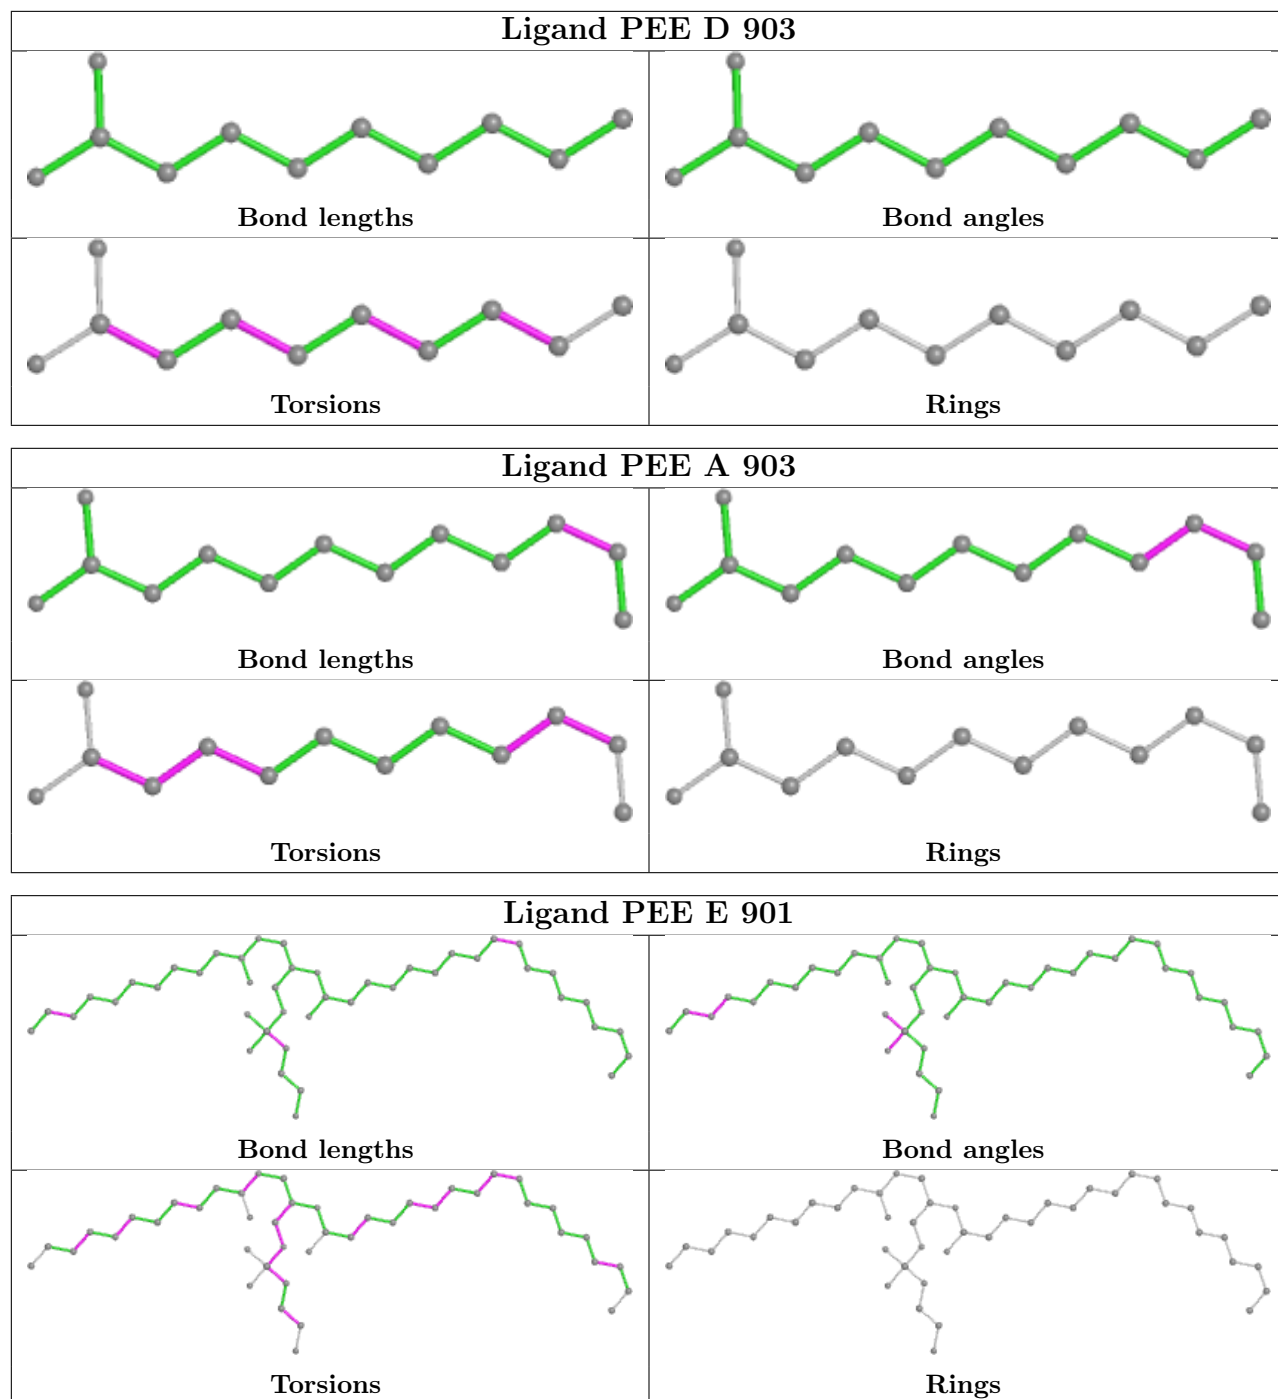 Ligand PEE D 903
Bond lengths
Bond angles
Torsions
Rings
Ligand PEE A 903
Bond lengths
Bond angles
Torsions
Rings
Ligand PEE E 901
Bond lengths
Bond angles
Torsions
Rings